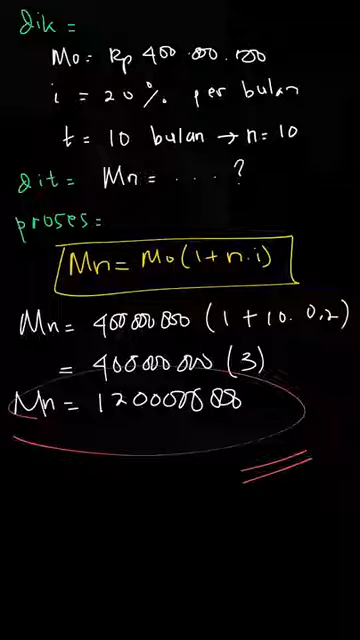 dik =
Mo = Rp 400.000.000
i = 20% per bulan
t = 10 bulan → n = 10
dit = Mn = .... ?
proses =
Mn = Mo (1 + n.i)
Mn = 400000000 (1 + 10. 0,2)
= 400000000 (3)
Mn = 1200000000